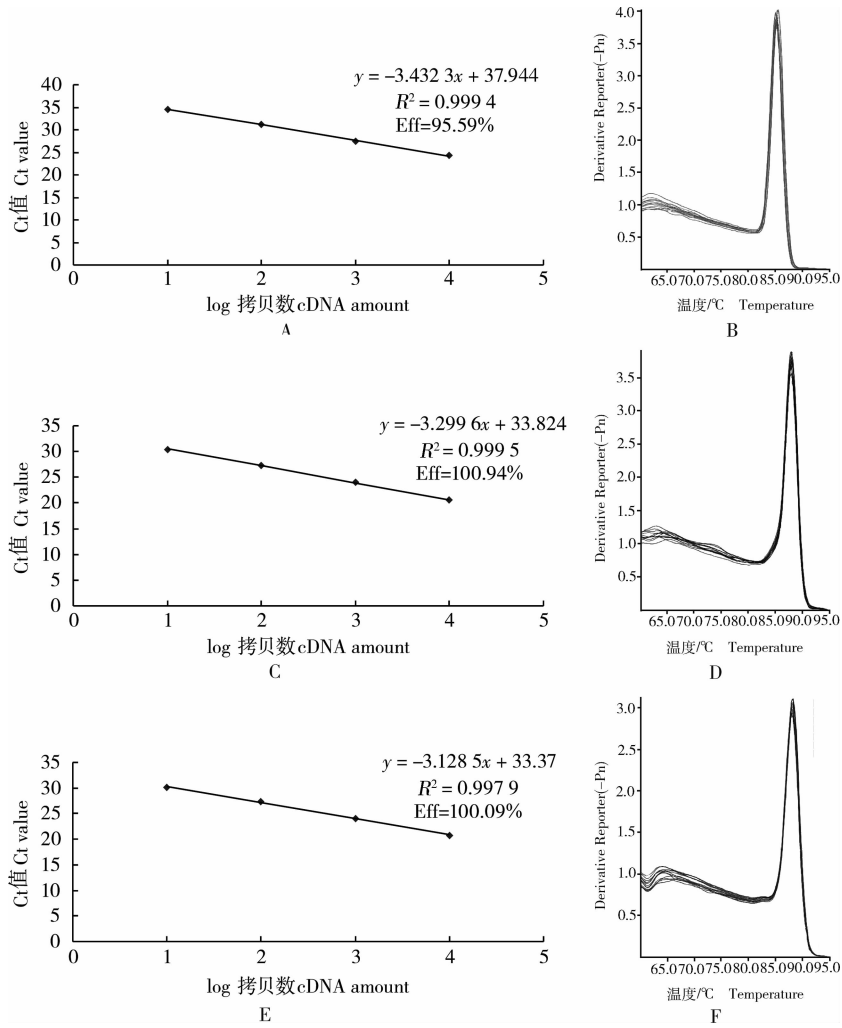 y = −3.432 3x + 37.944
R² = 0.999 4
Eff=95.59%
Ct值 Ct value
40
35
30
25
20
15
10
5
0
0 1 2 3 4 5
log 拷贝数cDNA amount
A
Derivative Reporter(−Pn)
4.0
3.5
3.0
2.5
2.0
1.5
1.0
0.5
65.070.075.080.085.090.095.0
温度/℃ Temperature
B
y = −3.299 6x + 33.824
R² = 0.999 5
Eff=100.94%
Ct值 Ct value
35
30
25
20
15
10
5
0
0 1 2 3 4 5
log 拷贝数cDNA amount
C
Derivative Reporter(−Pn)
3.5
3.0
2.5
2.0
1.5
1.0
0.5
65.070.075.080.085.090.095.0
温度/℃ Temperature
D
y = −3.128 5x + 33.37
R² = 0.997 9
Eff=100.09%
Ct值 Ct value
35
30
25
20
15
10
5
0
0 1 2 3 4 5
log 拷贝数cDNA amount
E
Derivative Reporter(−Pn)
3.0
2.5
2.0
1.5
1.0
0.5
65.070.075.080.085.090.095.0
温度/℃ Temperature
F